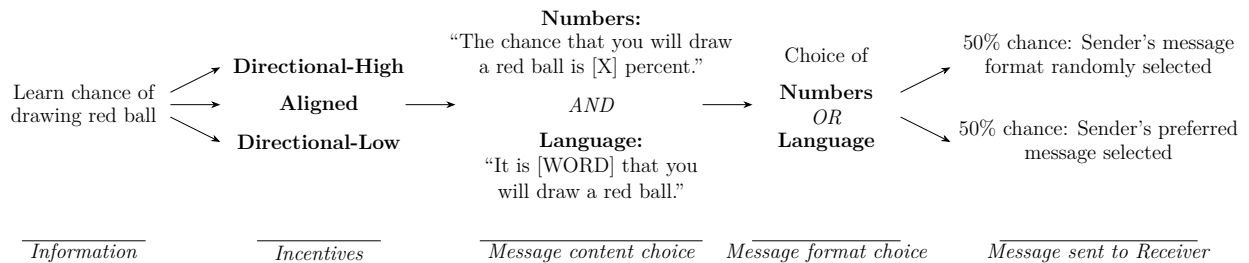 Learn chance of
drawing red ball
Directional-High
Aligned
Directional-Low
Numbers:
“The chance that you will draw
a red ball is [X] percent.”
AND
Language:
“It is [WORD] that you
will draw a red ball.”
Choice of
Numbers
OR
Language
50% chance: Sender’s message
format randomly selected
50% chance: Sender’s preferred
message selected
Information
Incentives
Message content choice
Message format choice
Message sent to Receiver